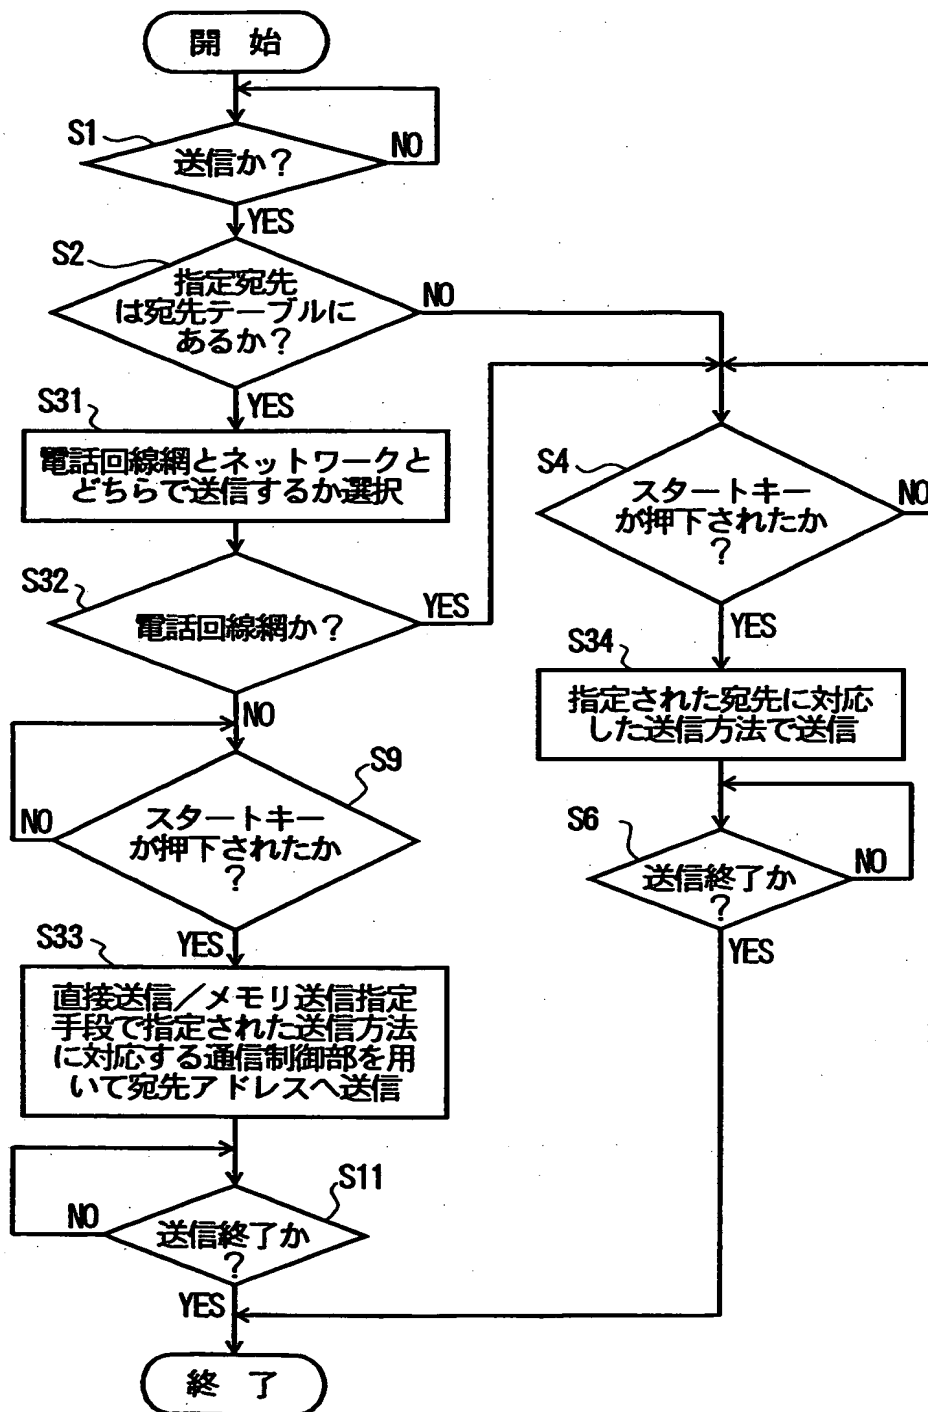 開 始
S1
送信か?
NO
YES
S2
指定宛先
は宛先テーブルに
あるか?
NO
YES
S31
電話回線網とネットワークと
どちらで送信するか選択
S32
電話回線網か?
YES
NO
S9
スタートキー
が押下されたか
?
NO
YES
S33
直接送信/メモリ送信指定
手段で指定された送信方法
に対応する通信制御部を用
いて宛先アドレスへ送信
S11
送信終了か
?
NO
YES
S4
スタートキー
が押下されたか
?
NO
YES
S34
指定された宛先に対応
した送信方法で送信
S6
送信終了か
?
NO
YES
終 了